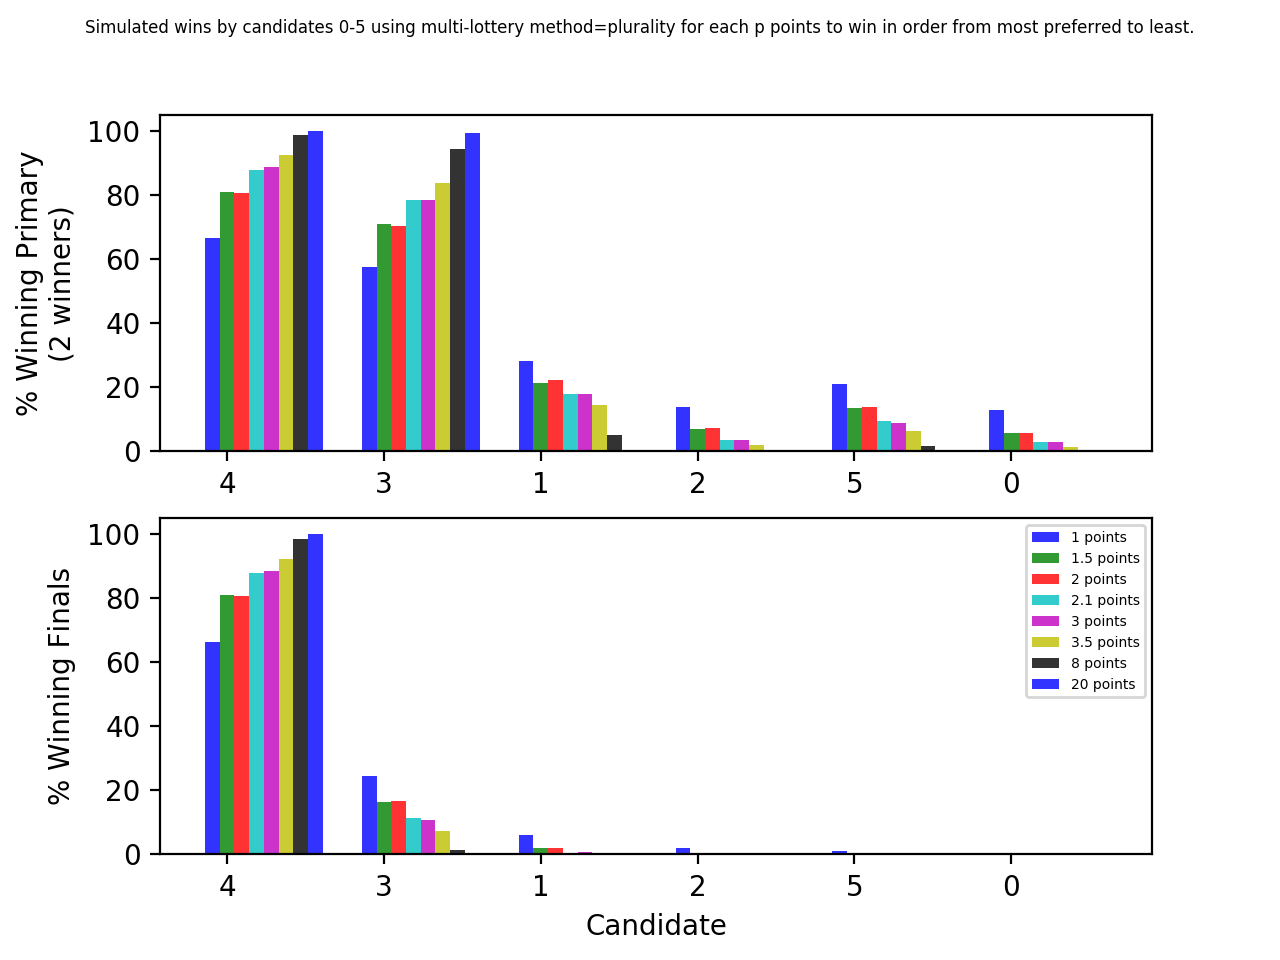 Simulated wins by candidates 0-5 using multi-lottery method=plurality for each p points to win in order from most preferred to least.
% Winning Primary
(2 winners)
100
80
60
40
20
0
4 3 1 2 5 0
% Winning Finals
100
80
60
40
20
0
1 points
1.5 points
2 points
2.1 points
3 points
3.5 points
8 points
20 points
4 3 1 2 5 0
Candidate